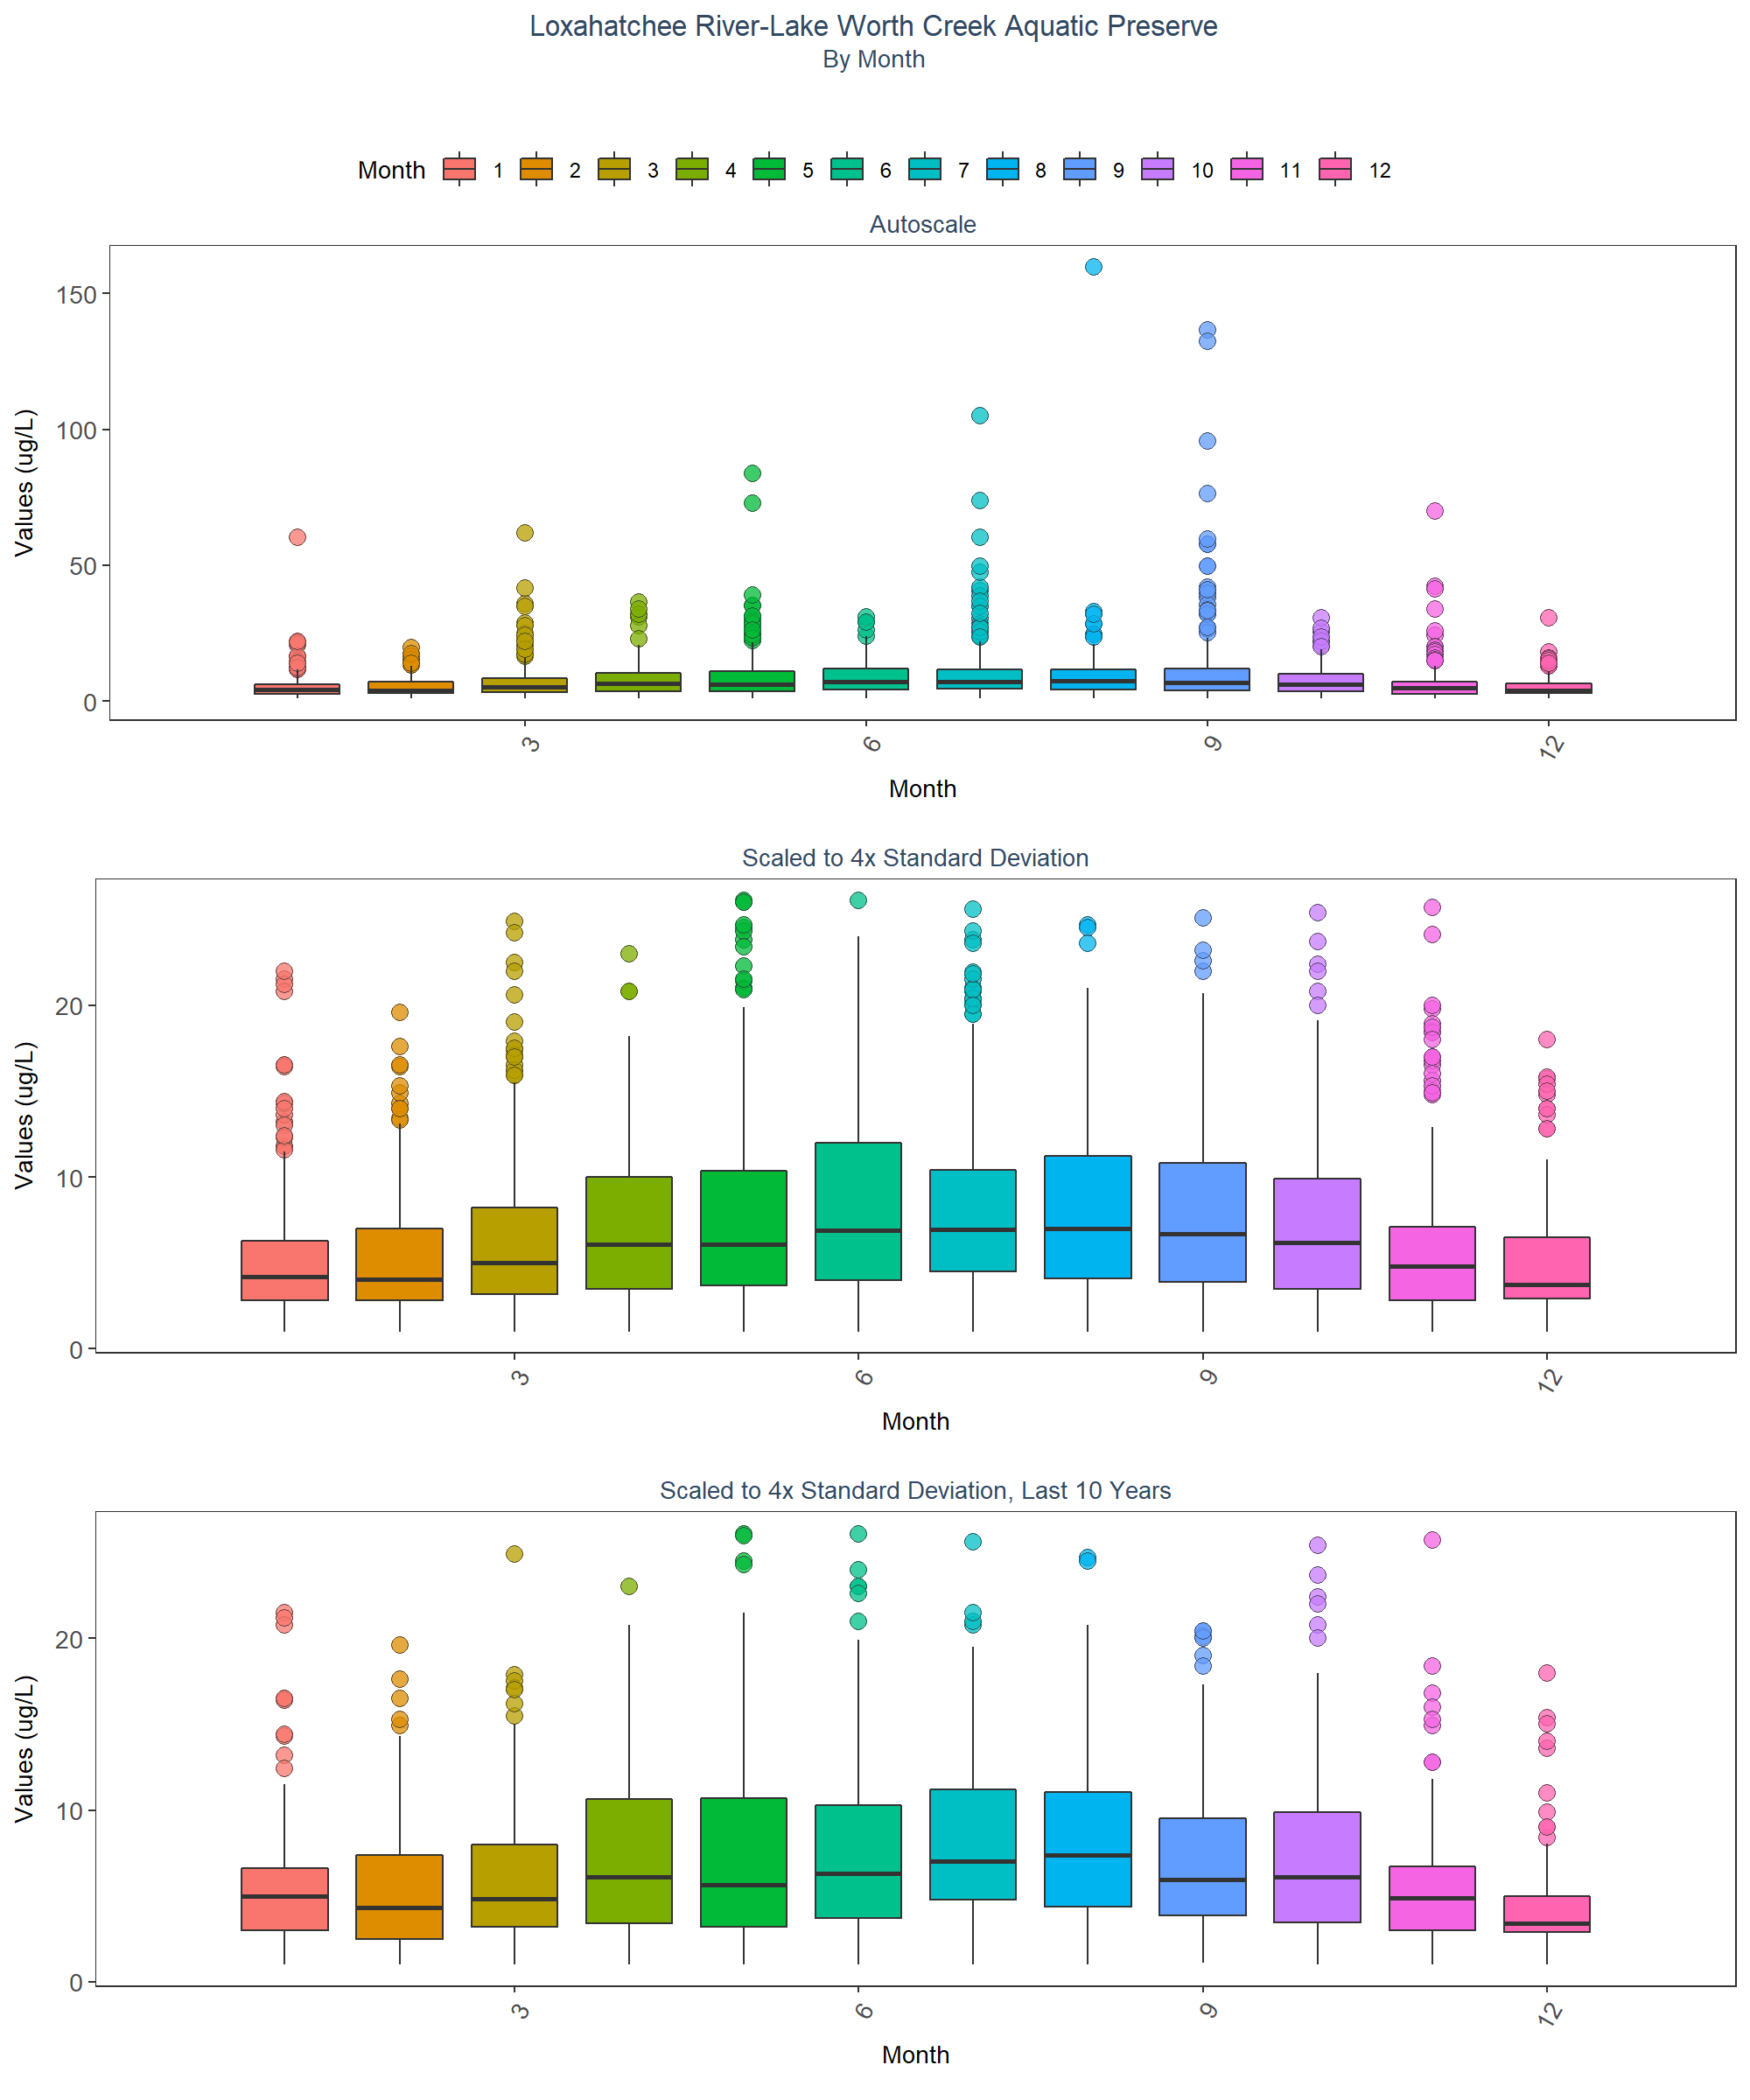 Loxahatchee River-Lake Worth Creek Aquatic Preserve
By Month
Month 1 2 3 4 5 6 7 8 9 10 11 12
Autoscale
Values (ug/L)
150
100
50
0
3 6 9 12
Month
Scaled to 4x Standard Deviation
Values (ug/L)
20
10
0
3 6 9 12
Month
Scaled to 4x Standard Deviation, Last 10 Years
Values (ug/L)
20
10
0
3 6 9 12
Month